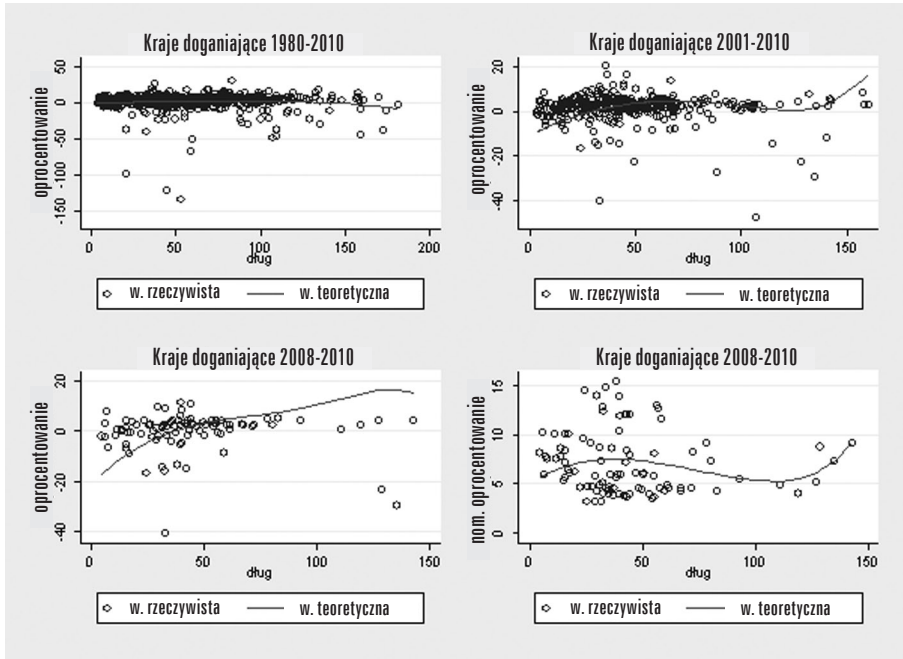 Kraje doganiające 1980-2010
oprocentowanie
50
0
-50
-100
-150
0 50 100 150 200
dług
w. rzeczywista w. teoretyczna
Kraje doganiające 2001-2010
oprocentowanie
20
0
-20
-40
0 50 100 150
dług
w. rzeczywista w. teoretyczna
Kraje doganiające 2008-2010
oprocentowanie
20
0
-20
-40
0 50 100 150
dług
w. rzeczywista w. teoretyczna
Kraje doganiające 2008-2010
nom. oprocentowanie
15
10
5
0
0 50 100 150
dług
w. rzeczywista w. teoretyczna